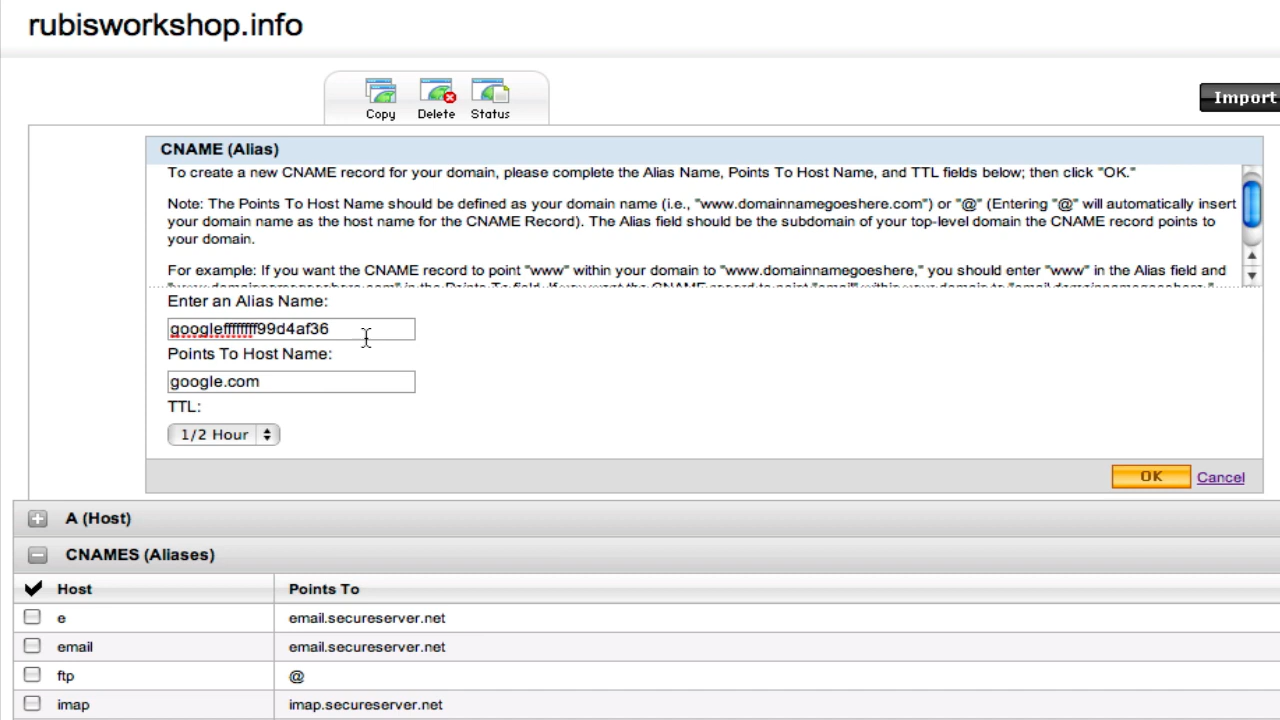 rubisworkshop.info
Copy Delete Status
Import
CNAME (Alias)
To create a new CNAME record for your domain, please complete the Alias Name, Points To Host Name, and TTL fields below; then click "OK."
Note: The Points To Host Name should be defined as your domain name (i.e., "www.domainnamegoeshere.com") or "@" (Entering "@" will automatically insert
your domain name as the host name for the CNAME Record). The Alias field should be the subdomain of your top-level domain the CNAME record points to
your domain.
For example: If you want the CNAME record to point "www" within your domain to "www.domainnamegoeshere," you should enter "www" in the Alias field and
Enter an Alias Name:
googleffffffff99d4af36
Points To Host Name:
google.com
TTL:
1/2 Hour
OK Cancel
A (Host)
CNAMES (Aliases)
Host Points To
e email.secureserver.net
email email.secureserver.net
ftp @
imap imap.secureserver.net